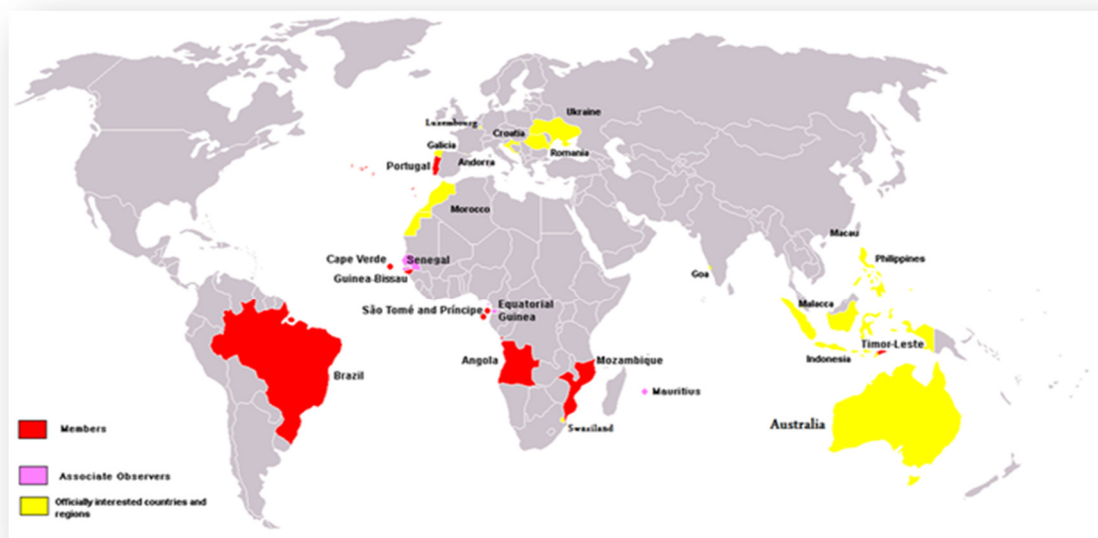 Ukraine
Luxembourg
Croatia
Galicia
Romania
Portugal
Andorra
Morocco
Macau
Cape Verde
Senegal
Philippines
Goa
Guinea-Bissau
Equatorial
Guinea
São Tomé and Príncipe
Malacca
Timor-Leste
Indonesia
Angola
Mozambique
Brazil
Mauritius
Australia
Swaziland
Members
Associate Observers
Officially interested countries and
regions